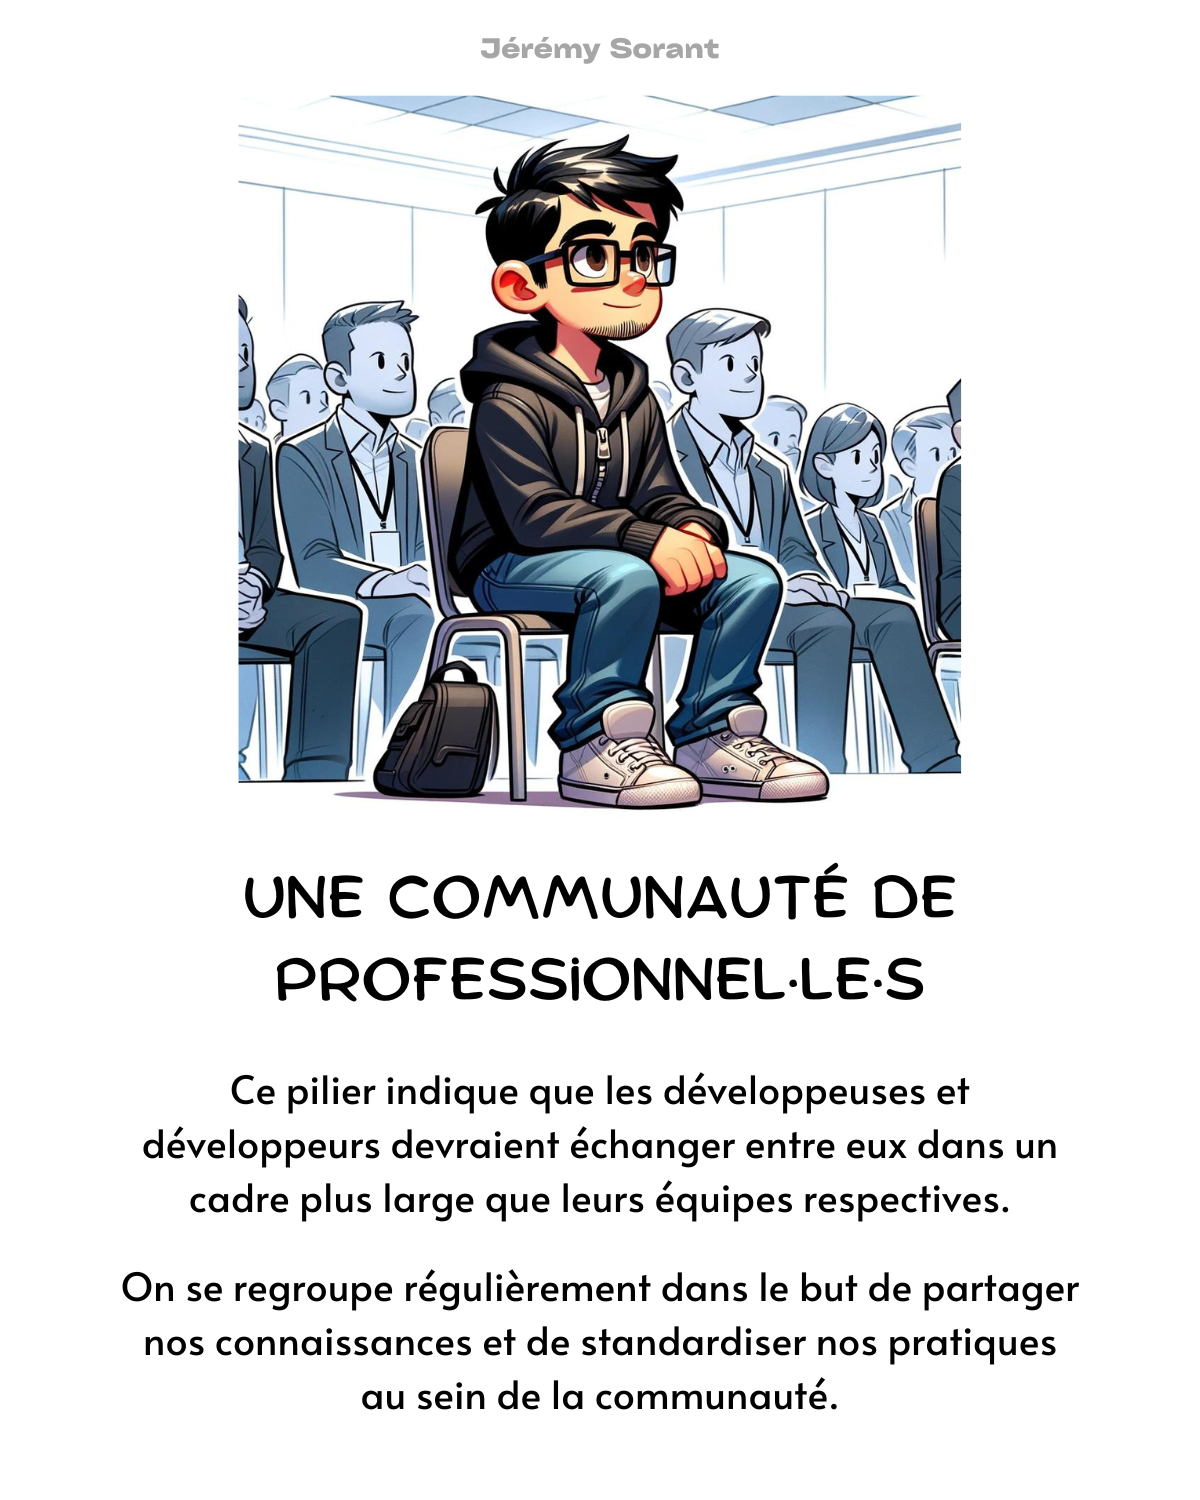 Jérémy Sorant
UNE COMMUNAUTÉ DE
PROFESSIONNEL·LE·S
Ce pilier indique que les développeuses et
développeurs devraient échanger entre eux dans un
cadre plus large que leurs équipes respectives.
On se regroupe régulièrement dans le but de partager
nos connaissances et de standardiser nos pratiques
au sein de la communauté.